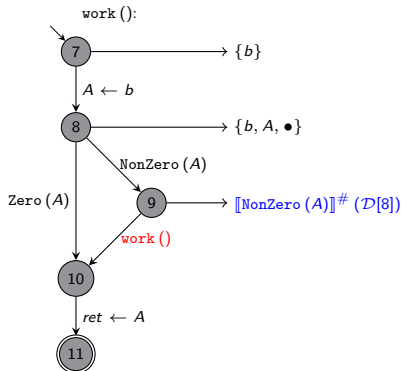 work ():
7
{b}
A ← b
8
{b, A, •}
NonZero (A)
Zero (A)
9
⟦NonZero (A)⟧# (𝒟[8])
work ()
10
ret ← A
11